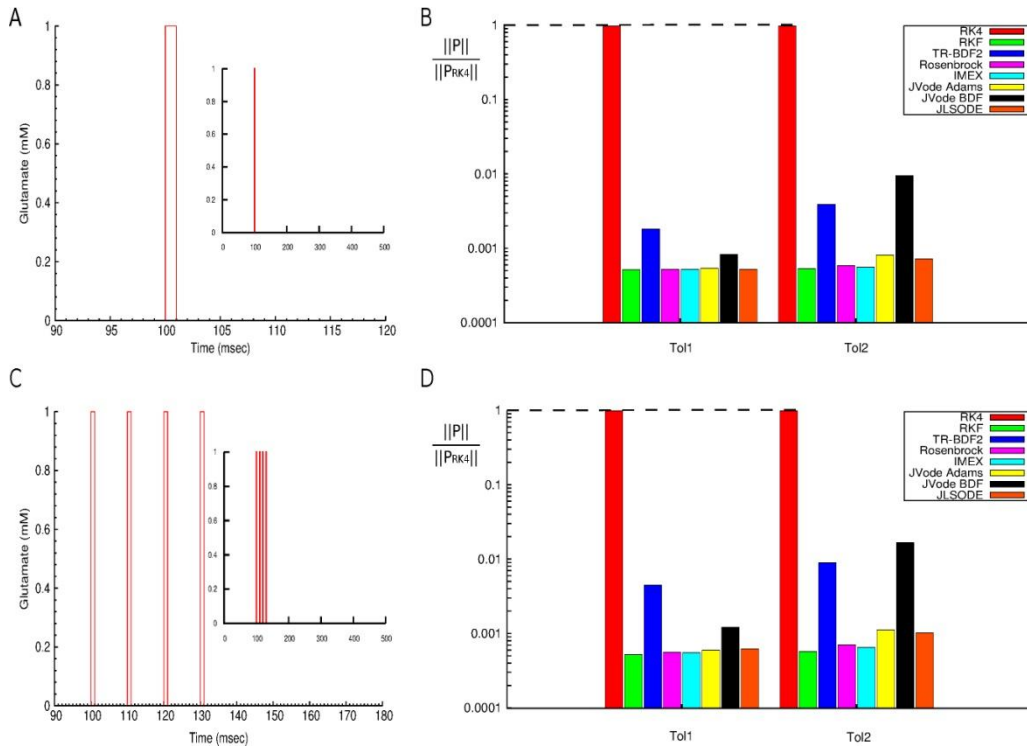 A
Glutamate (mM)
1
0.8
0.6
0.4
0.2
0
90 95 100 105 110 115 120
Time (msec)
1
0.8
0.6
0.4
0.2
0
0 100 200 300 400 500
B
||P||
||PRK4||
1
0.1
0.01
0.001
0.0001
Tol1 Tol2
RK4
RKF
TR-BDF2
Rosenbrock
IMEX
JVode Adams
JVode BDF
JLSODE
C
Glutamate (mM)
1
0.8
0.6
0.4
0.2
0
90 100 110 120 130 140 150 160 170 180
Time (msec)
1
0.8
0.6
0.4
0.2
0
0 100 200 300 400 500
D
||P||
||PRK4||
1
0.1
0.01
0.001
0.0001
Tol1 Tol2
RK4
RKF
TR-BDF2
Rosenbrock
IMEX
JVode Adams
JVode BDF
JLSODE